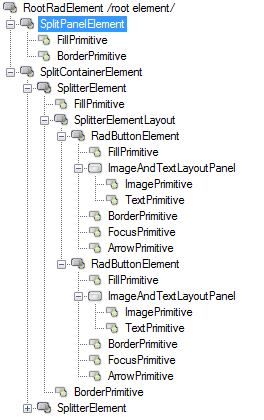 RootRadElement /root element/
SplitPanelElement
FillPrimitive
BorderPrimitive
SplitContainerElement
SplitterElement
FillPrimitive
SplitterElementLayout
RadButtonElement
FillPrimitive
ImageAndTextLayoutPanel
ImagePrimitive
TextPrimitive
BorderPrimitive
FocusPrimitive
ArrowPrimitive
RadButtonElement
FillPrimitive
ImageAndTextLayoutPanel
ImagePrimitive
TextPrimitive
BorderPrimitive
FocusPrimitive
ArrowPrimitive
BorderPrimitive
SplitterElement